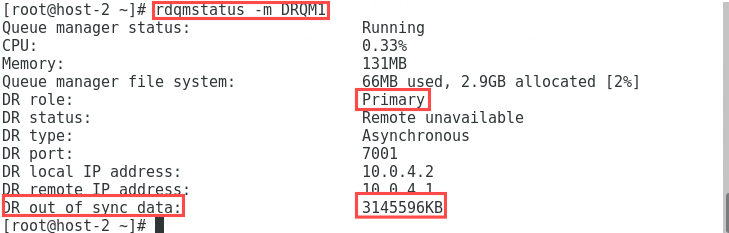 [root@host-2 ~]# rdqmstatus -m DRQM1
Queue manager status: Running
CPU: 0.33%
Memory: 131MB
Queue manager file system: 66MB used, 2.9GB allocated [2%]
DR role: Primary
DR status: Remote unavailable
DR type: Asynchronous
DR port: 7001
DR local IP address: 10.0.4.2
DR remote IP address: 10.0.4.1
DR out of sync data: 3145596KB
[root@host-2 ~]#